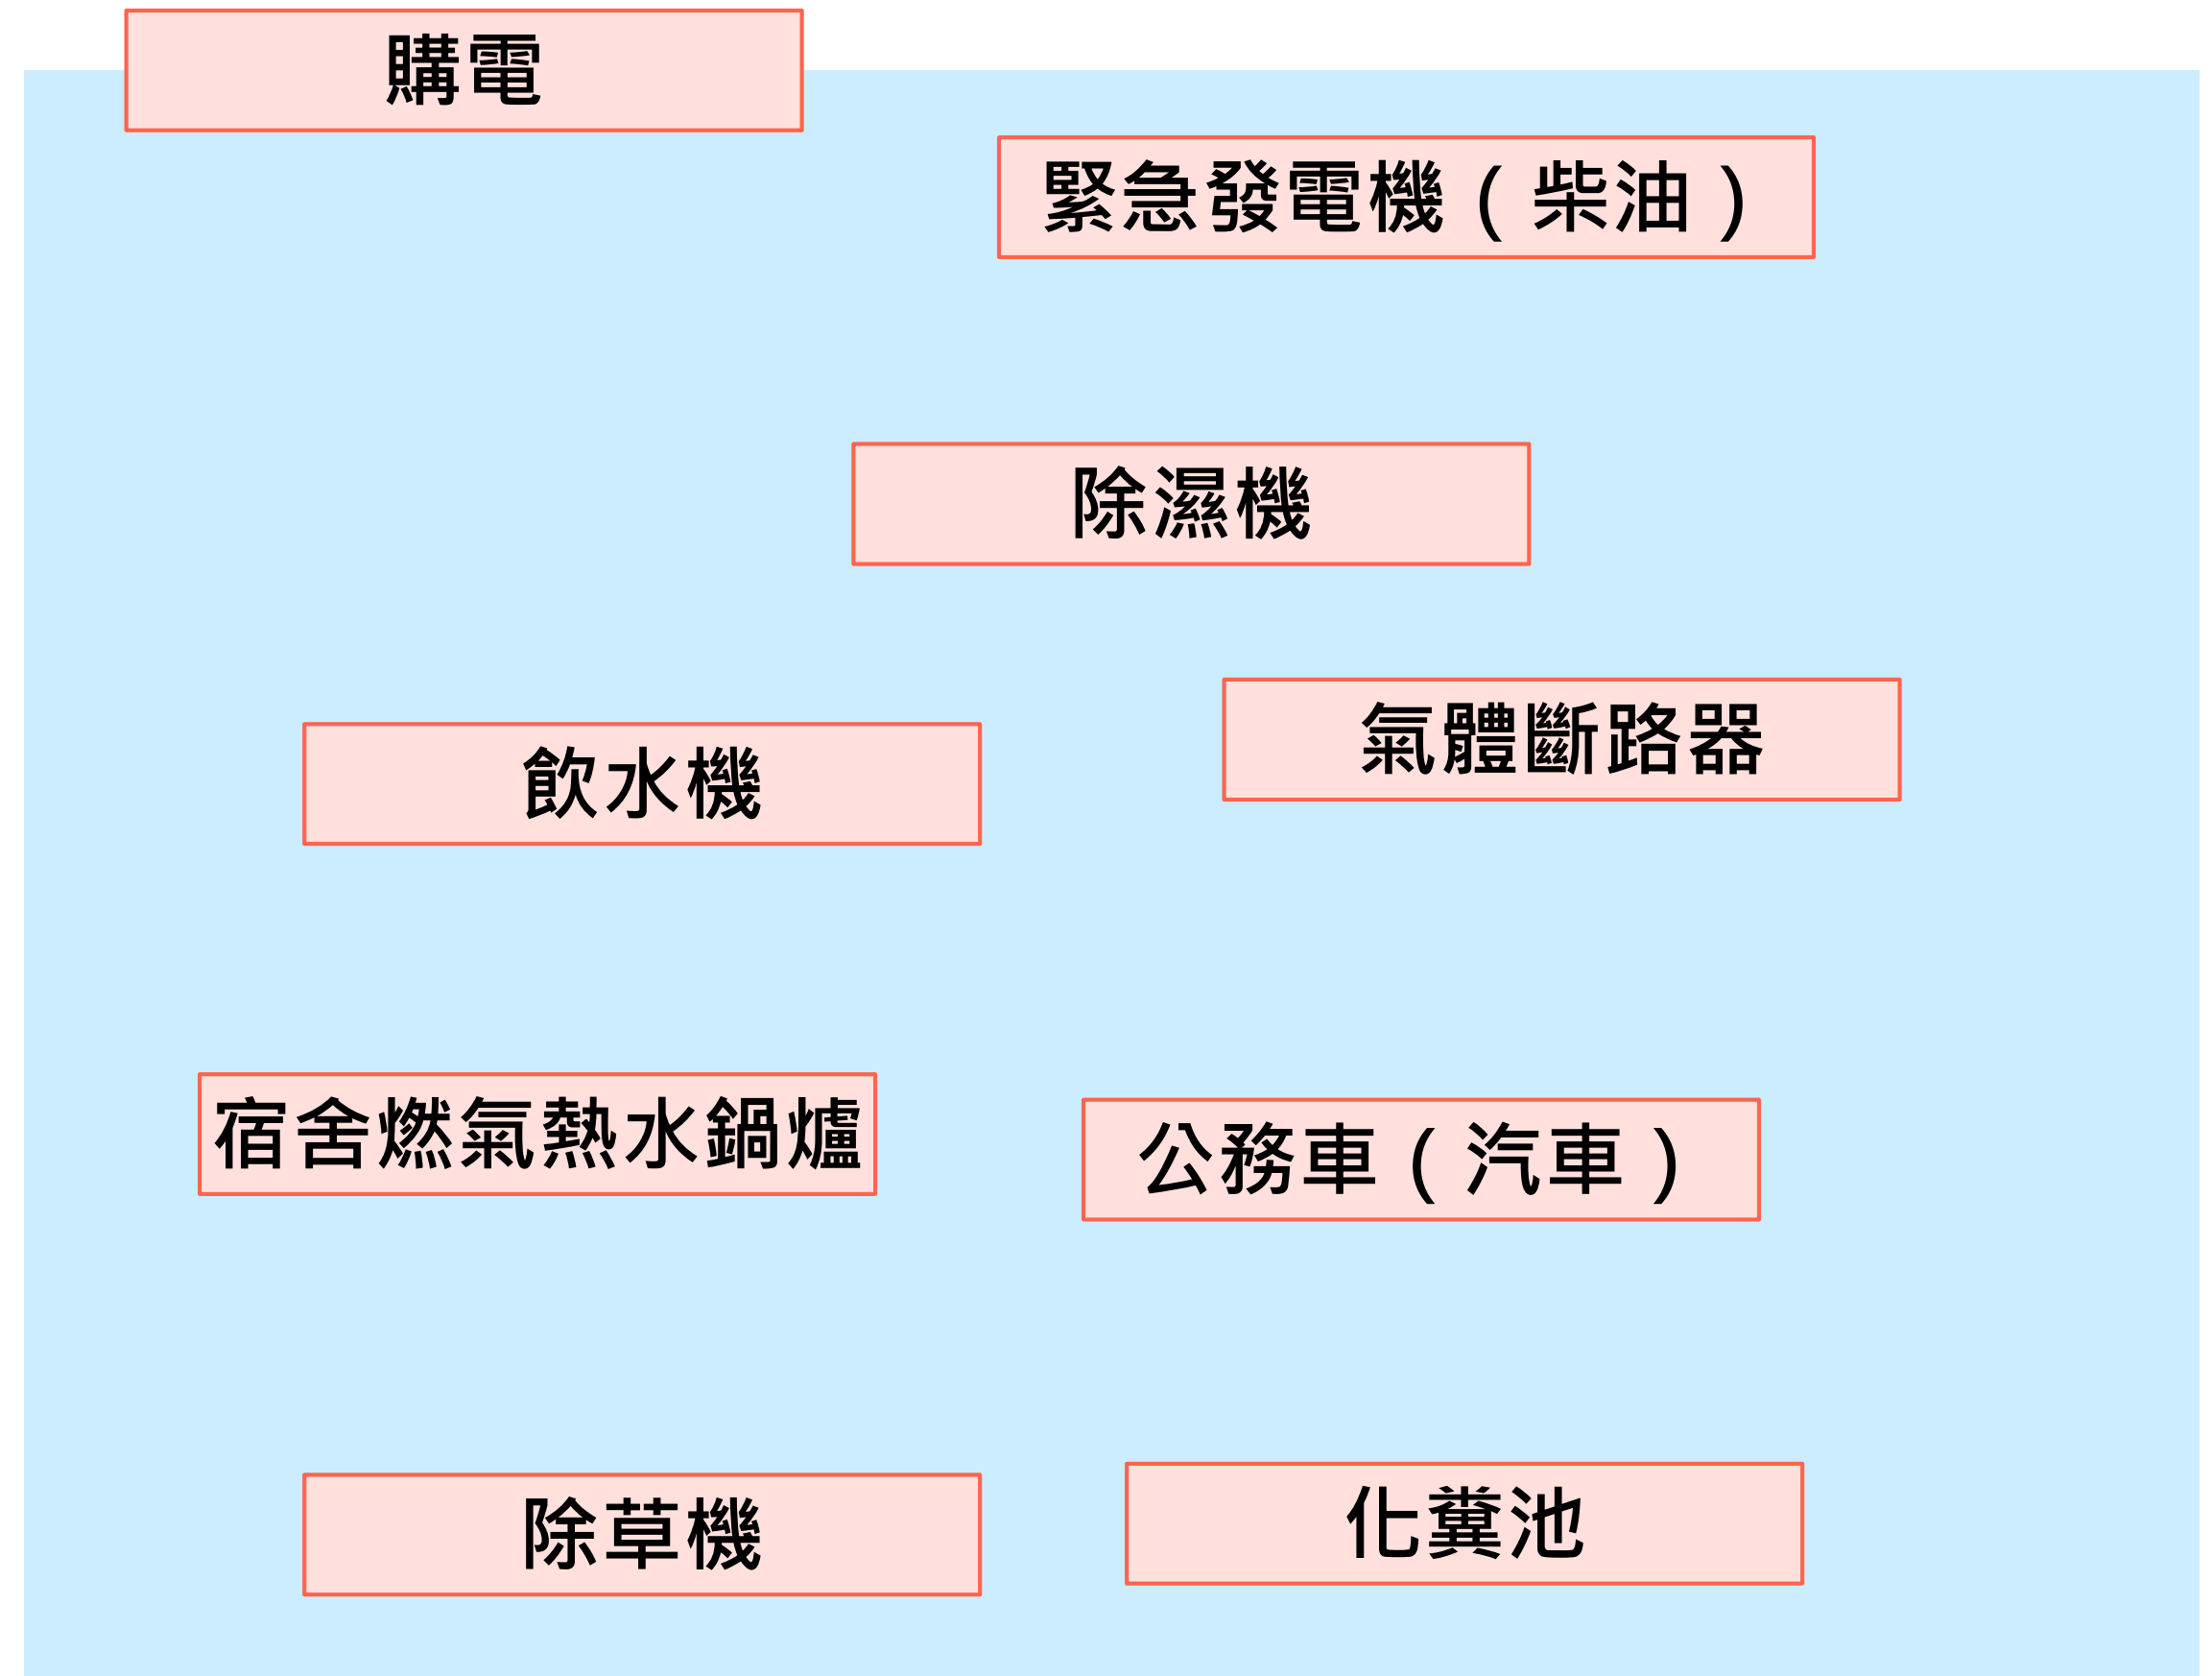 購電
緊急發電機(柴油)
除濕機
氣體斷路器
飲水機
宿舍燃氣熱水鍋爐
公務車(汽車)
化糞池
除草機